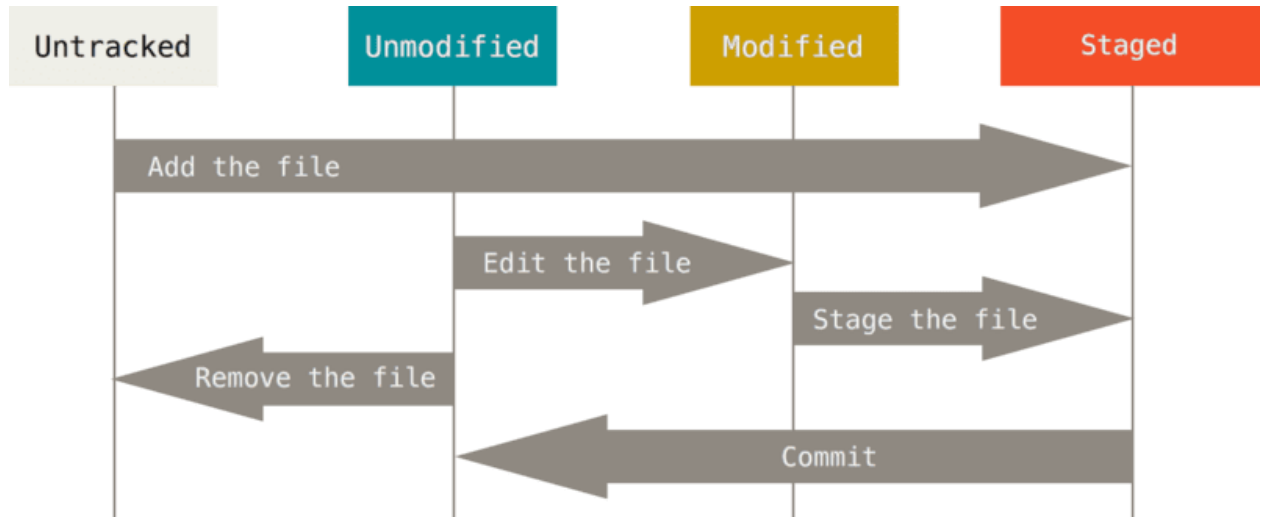 Untracked
Unmodified
Modified
Staged
Add the file
Edit the file
Stage the file
Remove the file
Commit